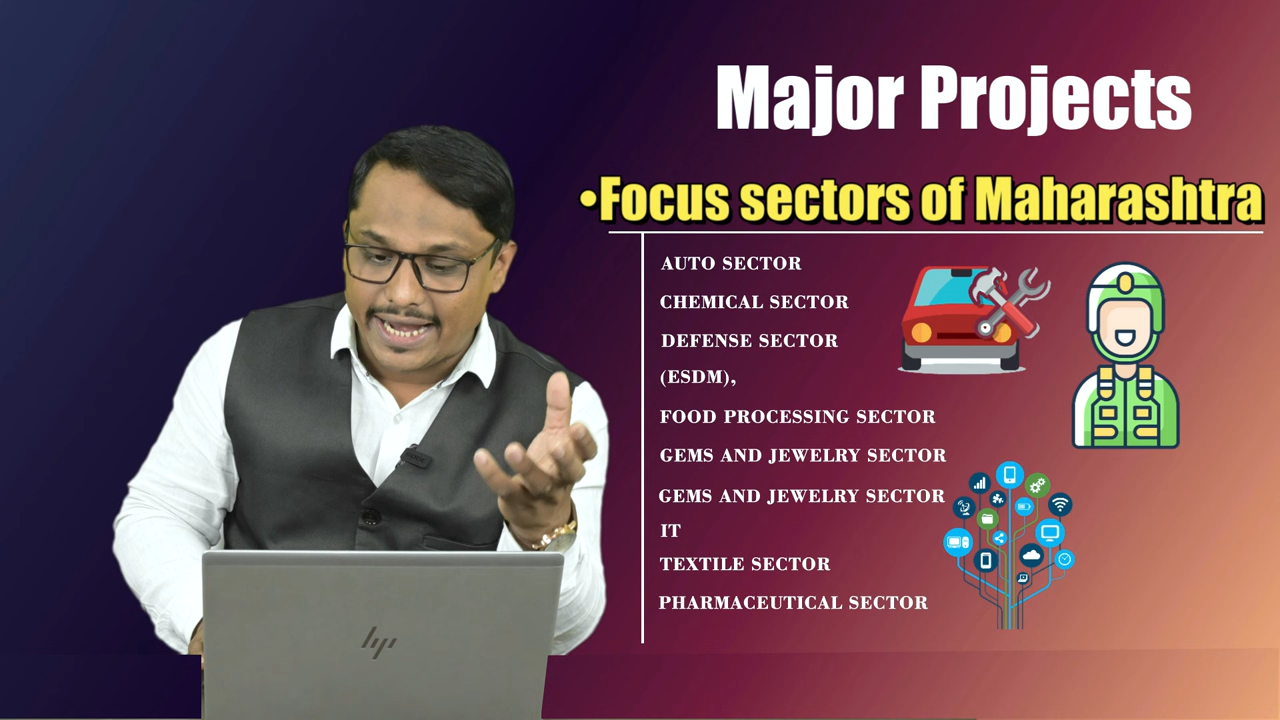 Major Projects
•Focus sectors of Maharashtra
AUTO SECTOR
CHEMICAL SECTOR
DEFENSE SECTOR
(ESDM),
FOOD PROCESSING SECTOR
GEMS AND JEWELRY SECTOR
GEMS AND JEWELRY SECTOR
IT
TEXTILE SECTOR
PHARMACEUTICAL SECTOR
hp